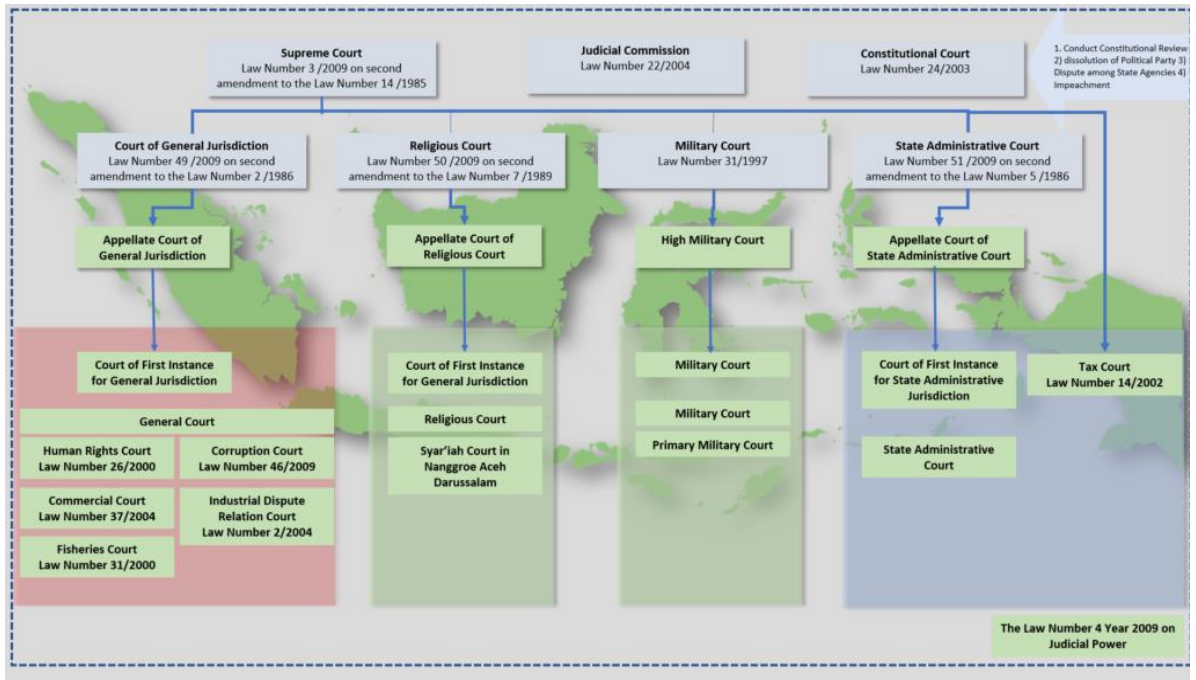 Supreme Court
Law Number 3 /2009 on second
amendment to the Law Number 14 /1985
Judicial Commission
Law Number 22/2004
Constitutional Court
Law Number 24/2003
1. Conduct Constitutional Review
2) dissolution of Political Party 3)
Dispute among State Agencies 4)
Impeachment
Court of General Jurisdiction
Law Number 49 /2009 on second
amendment to the Law Number 2 /1986
Religious Court
Law Number 50 /2009 on second
amendment to the Law Number 7 /1989
Military Court
Law Number 31/1997
State Administrative Court
Law Number 51 /2009 on second
amendment to the Law Number 5 /1986
Appellate Court of
General Jurisdiction
Appellate Court of
Religious Court
High Military Court
Appellate Court of
State Administrative Court
Court of First Instance
for General Jurisdiction
General Court
Human Rights Court
Law Number 26/2000
Corruption Court
Law Number 46/2009
Commercial Court
Law Number 37/2004
Industrial Dispute
Relation Court
Law Number 2/2004
Fisheries Court
Law Number 31/2000
Court of First Instance
for General Jurisdiction
Religious Court
Syar'iah Court in
Nanggroe Aceh
Darussalam
Military Court
Military Court
Primary Military Court
Court of First Instance
for State Administrative
Jurisdiction
State Administrative
Court
Tax Court
Law Number 14/2002
The Law Number 4 Year 2009 on
Judicial Power